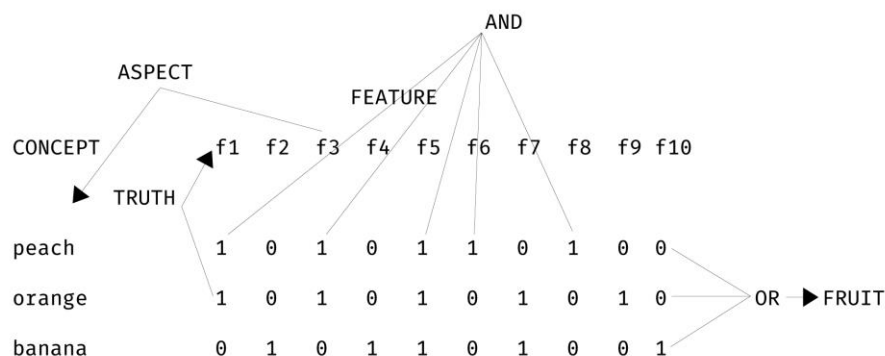 AND
ASPECT
FEATURE
CONCEPT f1 f2 f3 f4 f5 f6 f7 f8 f9 f10
TRUTH
peach 1 0 1 0 1 1 0 1 0 0
orange 1 0 1 0 1 0 1 0 1 0 OR FRUIT
banana 0 1 0 1 1 0 1 0 0 1